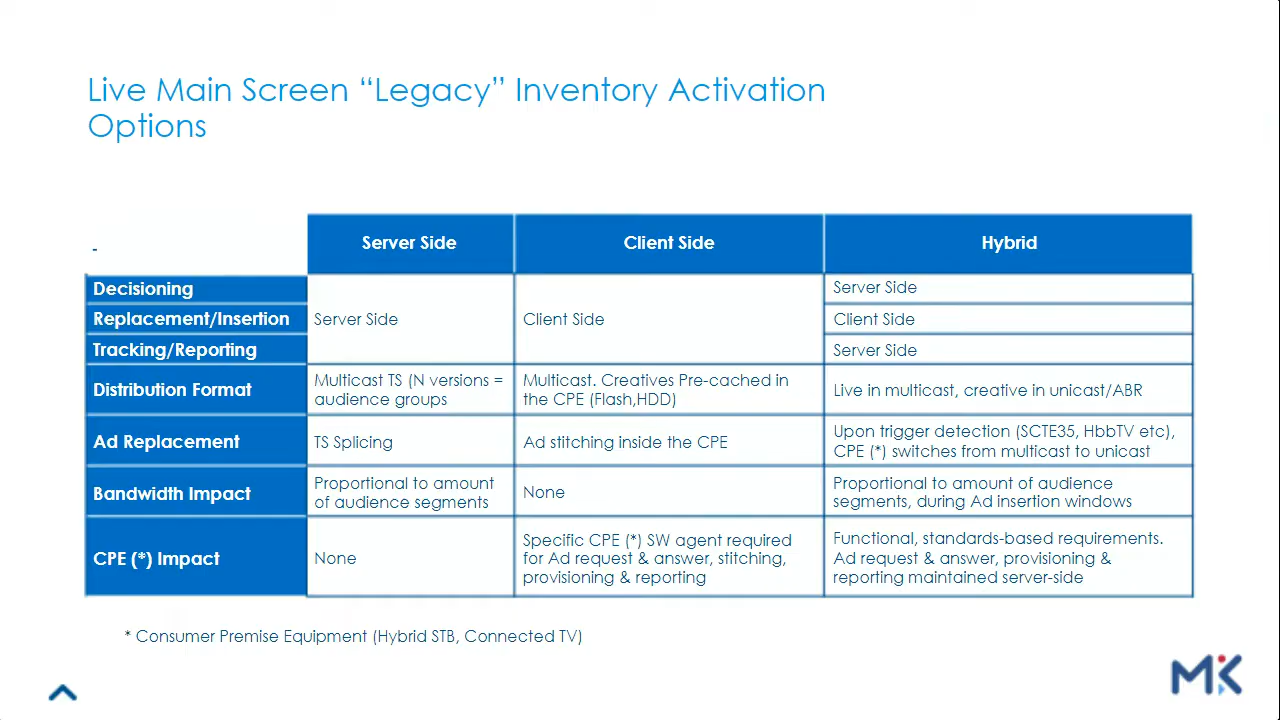 Live Main Screen “Legacy” Inventory Activation
Options
-
Server Side
Client Side
Hybrid
Decisioning
Replacement/Insertion
Tracking/Reporting
Server Side
Client Side
Server Side
Client Side
Server Side
Distribution Format
Multicast TS (N versions =
audience groups
Multicast. Creatives Pre-cached in
the CPE (Flash,HDD)
Live in multicast, creative in unicast/ABR
Ad Replacement
TS Splicing
Ad stitching inside the CPE
Upon trigger detection (SCTE35, HbbTV etc),
CPE (*) switches from multicast to unicast
Bandwidth Impact
Proportional to amount
of audience segments
None
Proportional to amount of audience
segments, during Ad insertion windows
CPE (*) Impact
None
Specific CPE (*) SW agent required
for Ad request & answer, stitching,
provisioning & reporting
Functional, standards-based requirements.
Ad request & answer, provisioning &
reporting maintained server-side
* Consumer Premise Equipment (Hybrid STB, Connected TV)
MK